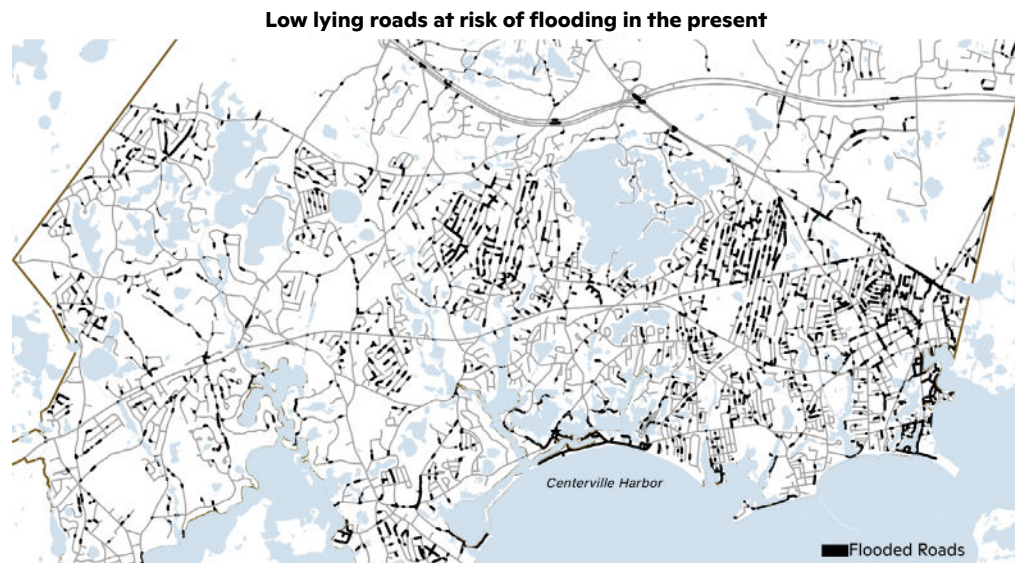 Low lying roads at risk of flooding in the present
Centerville Harbor
Flooded Roads